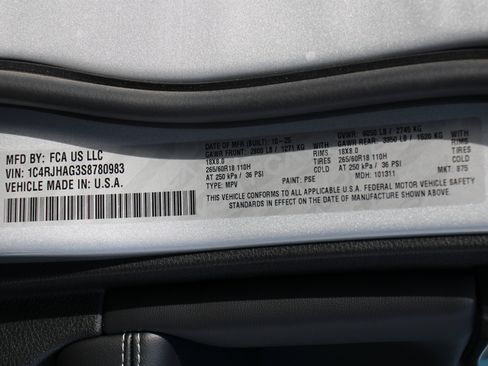 MFD BY: FCA US LLC
VIN: 1C4RJHAG3S8780983
VEHICLE MADE IN U.S.A.
DATE OF MFR (BUILT): 10-25 GVWR: 6050 LB / 2745 KG
GAWR FRONT: 2800 LB / 1271 KG WITH GAWR REAR: 3350 LB / 1520 KG WITH
18X8.0 RIMS 18X8.0 RIMS
265/60R18 110H TIRES 265/60R18 110H TIRES
AT 250 kPa / 36 PSI COLD AT 250 kPa / 36 PSI COLD
TYPE: MPV PAINT: PSE MDH: 101311 MKT: 875
THIS VEHICLE CONFORMS TO ALL APPLICABLE U.S.A. FEDERAL MOTOR VEHICLE SAFETY
STANDARDS IN EFFECT ON THE DATE OF MANUFACTURE SHOWN ABOVE.